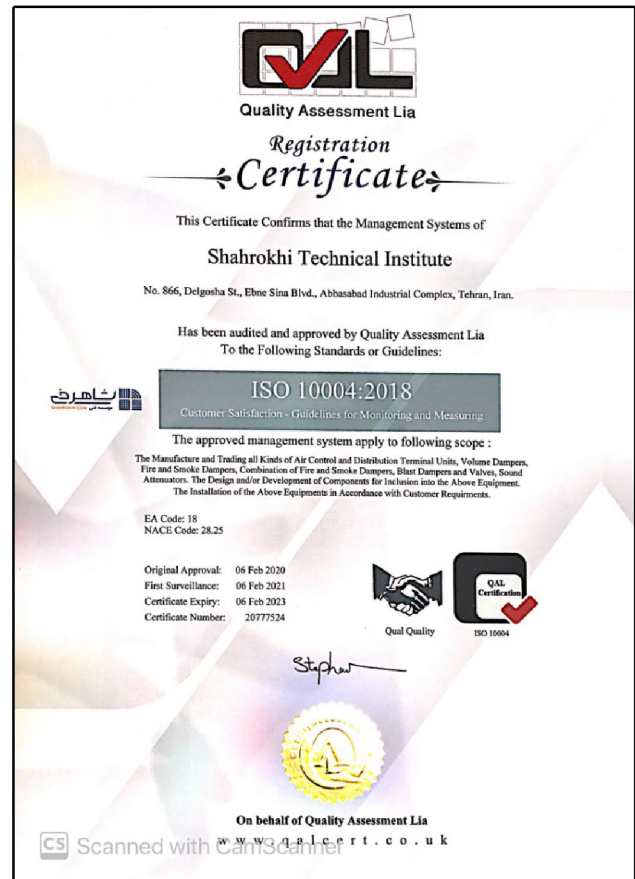 QAL
Quality Assessment Lia
Registration
Certificate
This Certificate Confirms that the Management Systems of
Shahrokhi Technical Institute
No. 866, Delgosha St., Ebne Sina Blvd., Abbasabad Industrial Complex, Tehran, Iran.
Has been audited and approved by Quality Assessment Lia
To the Following Standards or Guidelines:
شاهرخی
موسسه فنی
ISO 10004:2018
Customer Satisfaction - Guidelines for Monitoring and Measuring
The approved management system apply to following scope :
The Manufacture and Trading all Kinds of Air Control and Distribution Terminal Units, Volume Dampers,
Fire and Smoke Dampers, Combination of Fire and Smoke Dampers, Blast Dampers and Valves, Sound
Attenuators. The Design and/or Development of Components for Inclusion into the Above Equipment.
The Installation of the Above Equipments in Accordance with Customer Requirments.
EA Code: 18
NACE Code: 28.25
Original Approval: 06 Feb 2020
First Surveillance: 06 Feb 2021
Certificate Expiry: 06 Feb 2023
Certificate Number: 20777524
Qual Quality
QAL
Certification
ISO 10004
Stephen
On behalf of Quality Assessment Lia
www.qalcert.co.uk
CS Scanned with CamScanner